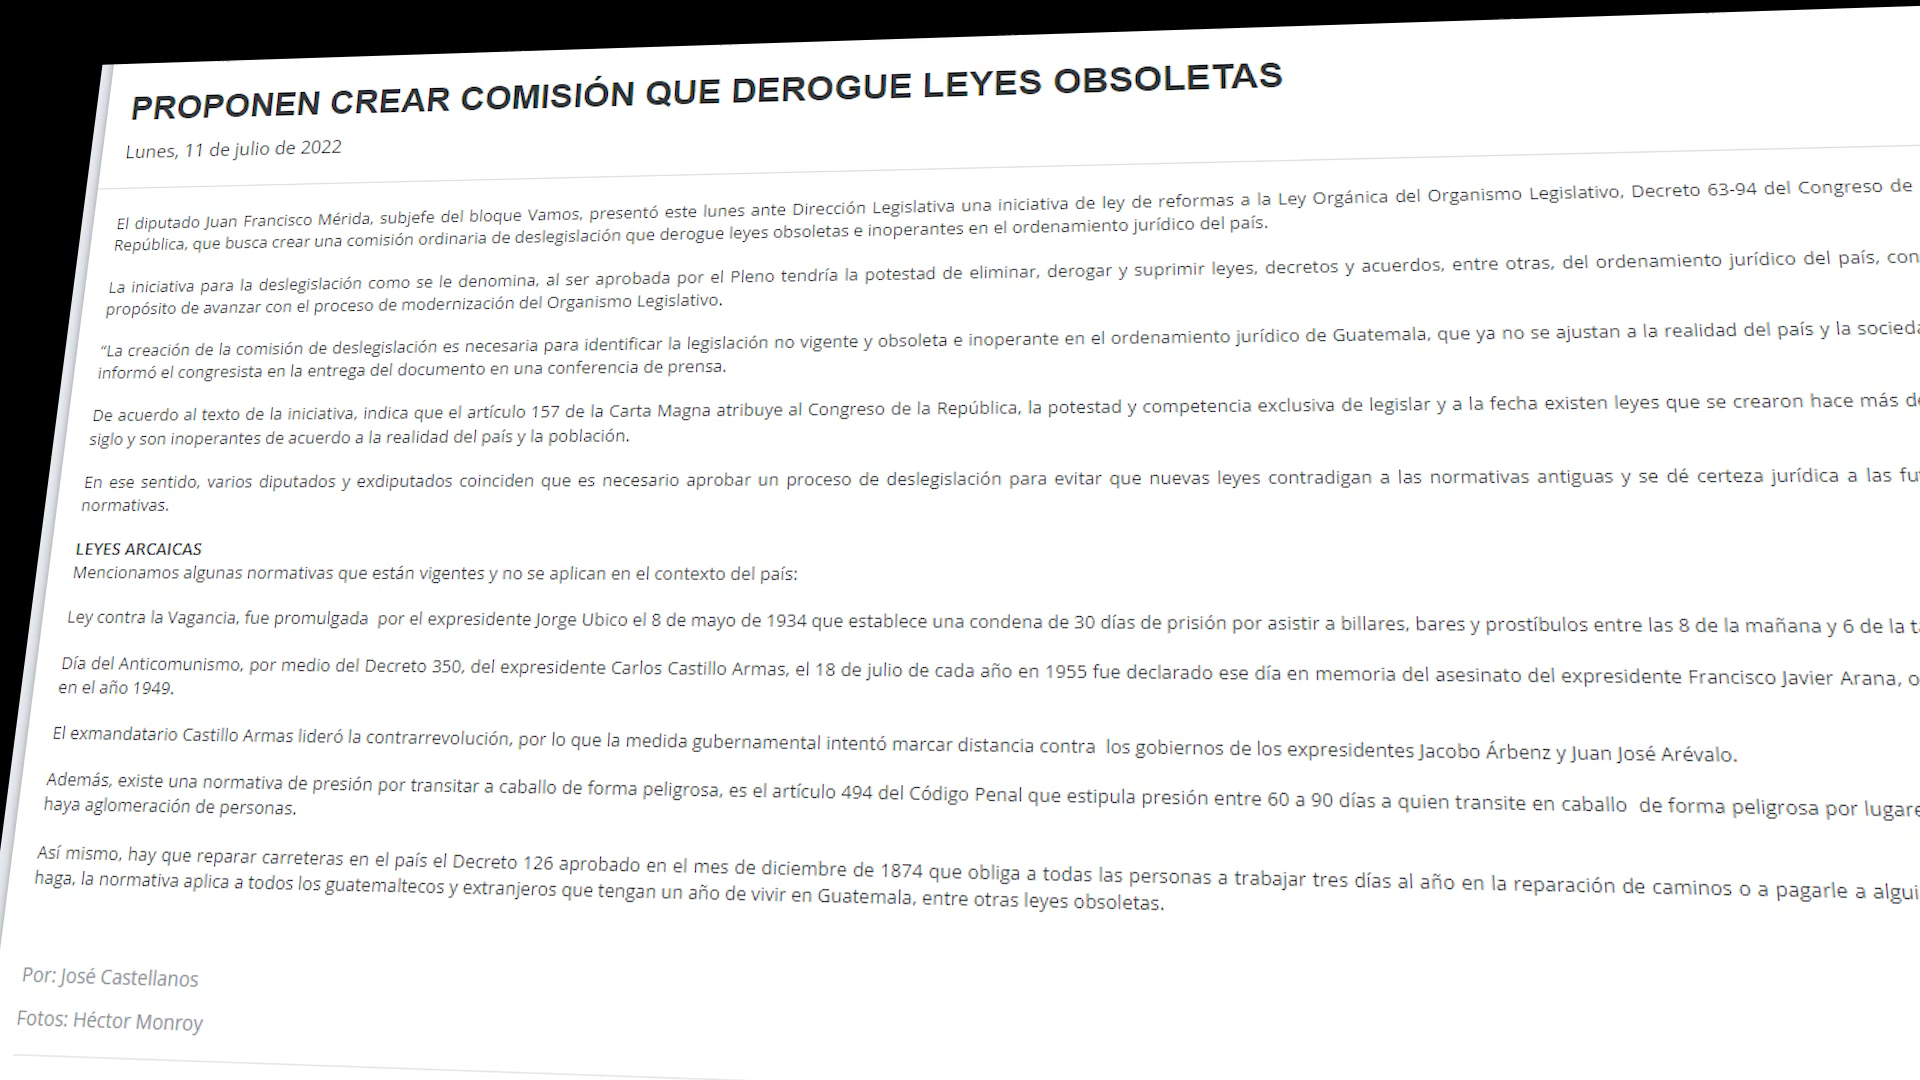 PROPONEN CREAR COMISIÓN QUE DEROGUE LEYES OBSOLETAS
Lunes, 11 de julio de 2022
El diputado Juan Francisco Mérida, subjefe del bloque Vamos, presentó este lunes ante Dirección Legislativa una iniciativa de ley de reformas a la Ley Orgánica del Organismo Legislativo, Decreto 63-94 del Congreso de
República, que busca crear una comisión ordinaria de deslegislación que derogue leyes obsoletas e inoperantes en el ordenamiento jurídico del país.
La iniciativa para la deslegislación como se le denomina, al ser aprobada por el Pleno tendría la potestad de eliminar, derogar y suprimir leyes, decretos y acuerdos, entre otras, del ordenamiento jurídico del país, con
propósito de avanzar con el proceso de modernización del Organismo Legislativo.
“La creación de la comisión de deslegislación es necesaria para identificar la legislación no vigente y obsoleta e inoperante en el ordenamiento jurídico de Guatemala, que ya no se ajustan a la realidad del país y la
informó el congresista en la entrega del documento en una conferencia de prensa.
De acuerdo al texto de la iniciativa, indica que el artículo 157 de la Carta Magna atribuye al Congreso de la República, la potestad y competencia exclusiva de legislar y a la fecha existen leyes que se crearon hace más
siglo y son inoperantes de acuerdo a la realidad del país y la población.
En ese sentido, varios diputados y exdiputados coinciden que es necesario aprobar un proceso de deslegislación para evitar que nuevas leyes contradigan a las normativas antiguas y se dé certeza jurídica a las
normativas.
LEYES ARCAICAS
Mencionamos algunas normativas que están vigentes y no se aplican en el contexto del país:
Ley contra la Vagancia, fue promulgada por el expresidente Jorge Ubico el 8 de mayo de 1934 que establece una condena de 30 días de prisión por asistir a billares, bares y prostíbulos entre las 8 de la mañana y 6 de la
Día del Anticomunismo, por medio del Decreto 350, del expresidente Carlos Castillo Armas, el 18 de julio de cada año en 1955 fue declarado ese día en memoria del asesinato del expresidente Francisco Javier Arana,
en el año 1949.
El exmandatario Castillo Armas lideró la contrarrevolución, por lo que la medida gubernamental intentó marcar distancia contra los gobiernos de los expresidentes Jacobo Árbenz y Juan José Arévalo.
Además, existe una normativa de presión por transitar a caballo de forma peligrosa, es el artículo 494 del Código Penal que estipula presión entre 60 a 90 días a quien transite en caballo de forma peligrosa por
haya aglomeración de personas.
Así mismo, hay que reparar carreteras en el país el Decreto 126 aprobado en el mes de diciembre de 1874 que obliga a todas las personas a trabajar tres días al año en la reparación de caminos o a pagarle a
haga, la normativa aplica a todos los guatemaltecos y extranjeros que tengan un año de vivir en Guatemala, entre otras leyes obsoletas.
Por: José Castellanos
Fotos: Héctor Monroy